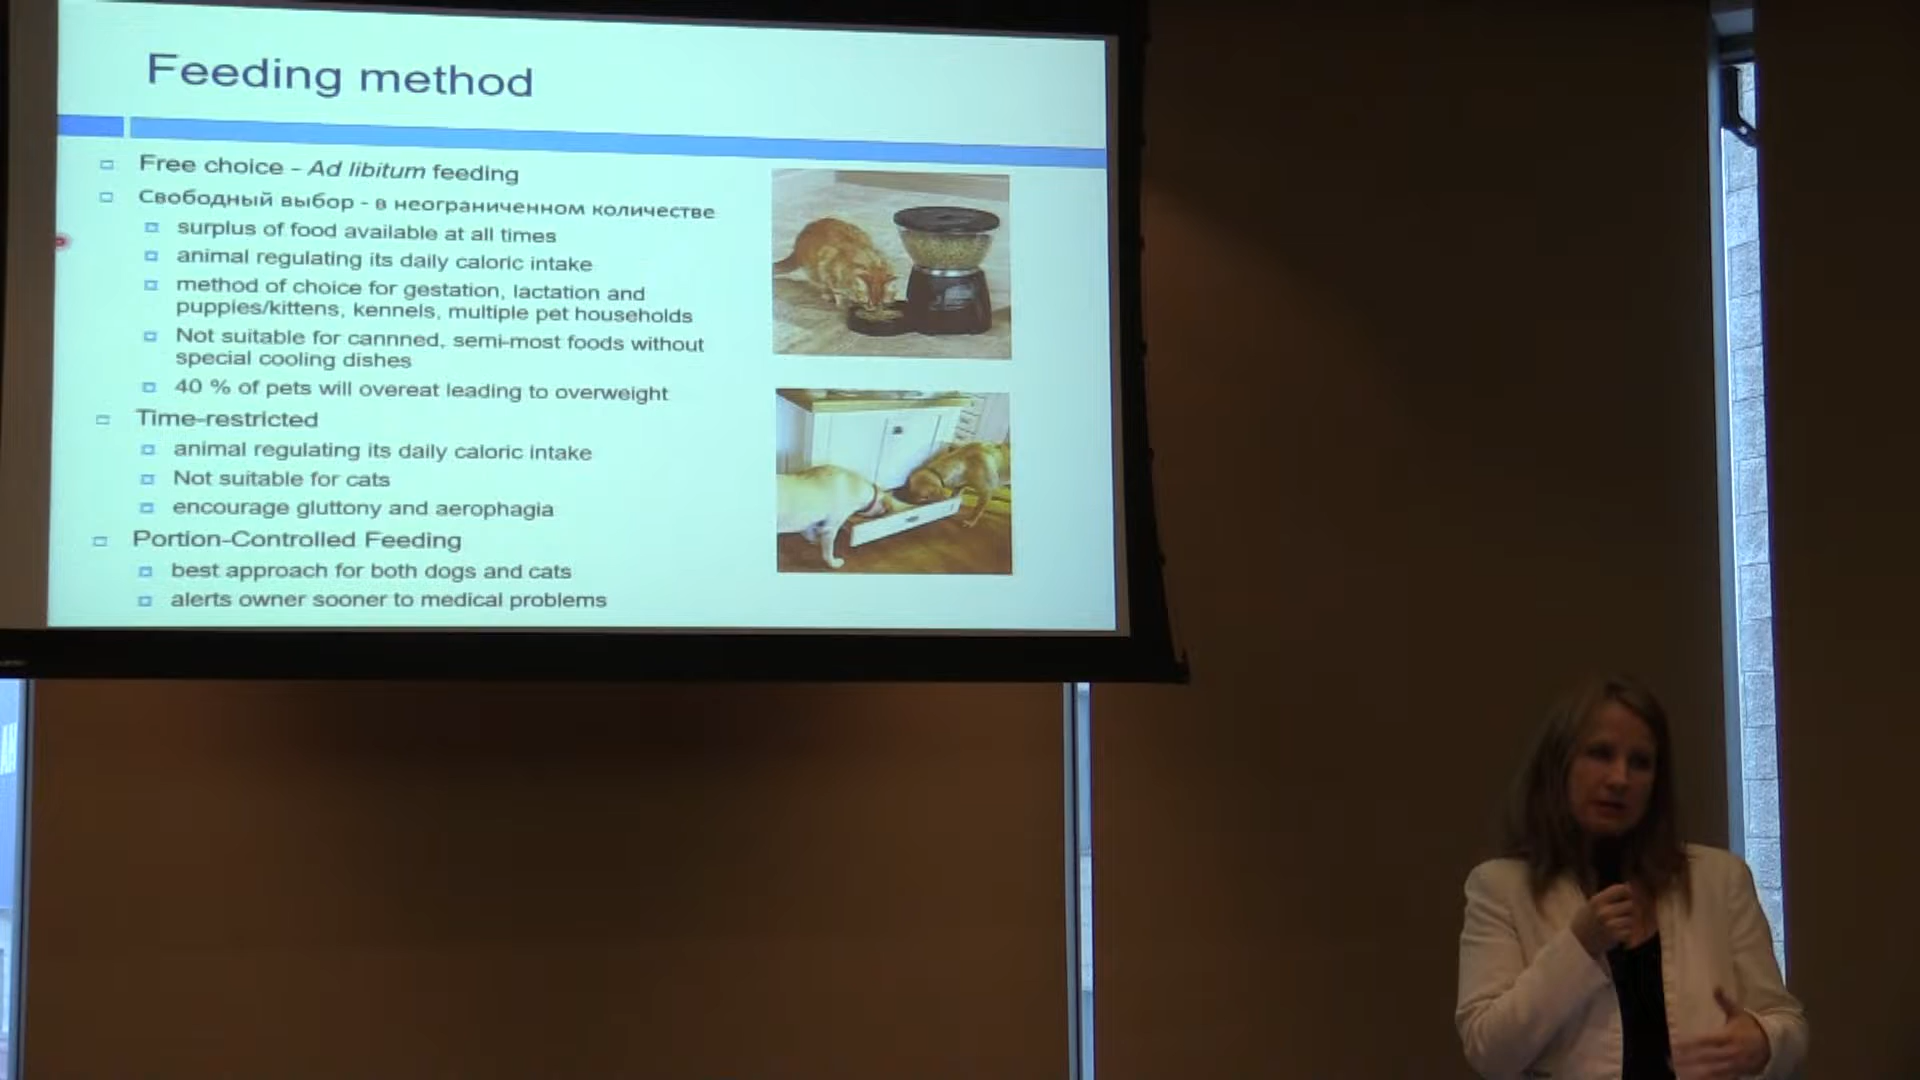 Feeding method
Free choice - Ad libitum feeding
Свободный выбор - в неограниченном количестве
surplus of food available at all times
animal regulating its daily caloric intake
method of choice for gestation, lactation and
puppies/kittens, kennels, multiple pet households
Not suitable for cannned, semi-most foods without
special cooling dishes
40 % of pets will overeat leading to overweight
Time-restricted
animal regulating its daily caloric intake
Not suitable for cats
encourage gluttony and aerophagia
Portion-Controlled Feeding
best approach for both dogs and cats
alerts owner sooner to medical problems